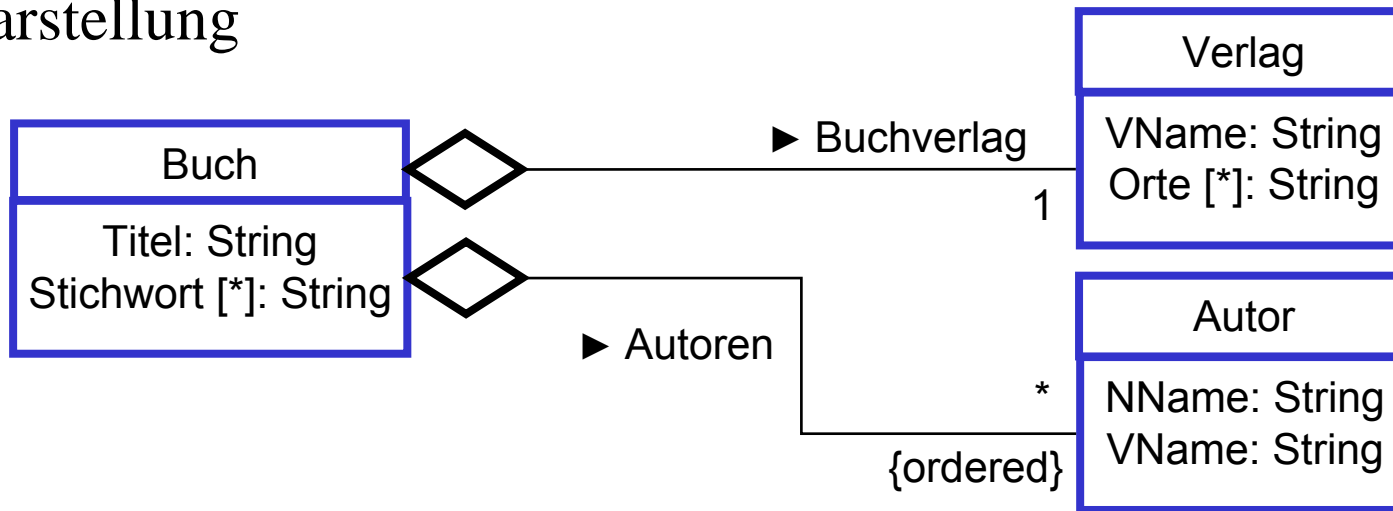 arstellung
Buch
Titel: String
Stichwort [*]: String
► Buchverlag
1
Verlag
VName: String
Orte [*]: String
► Autoren
*
{ordered}
Autor
NName: String
VName: String